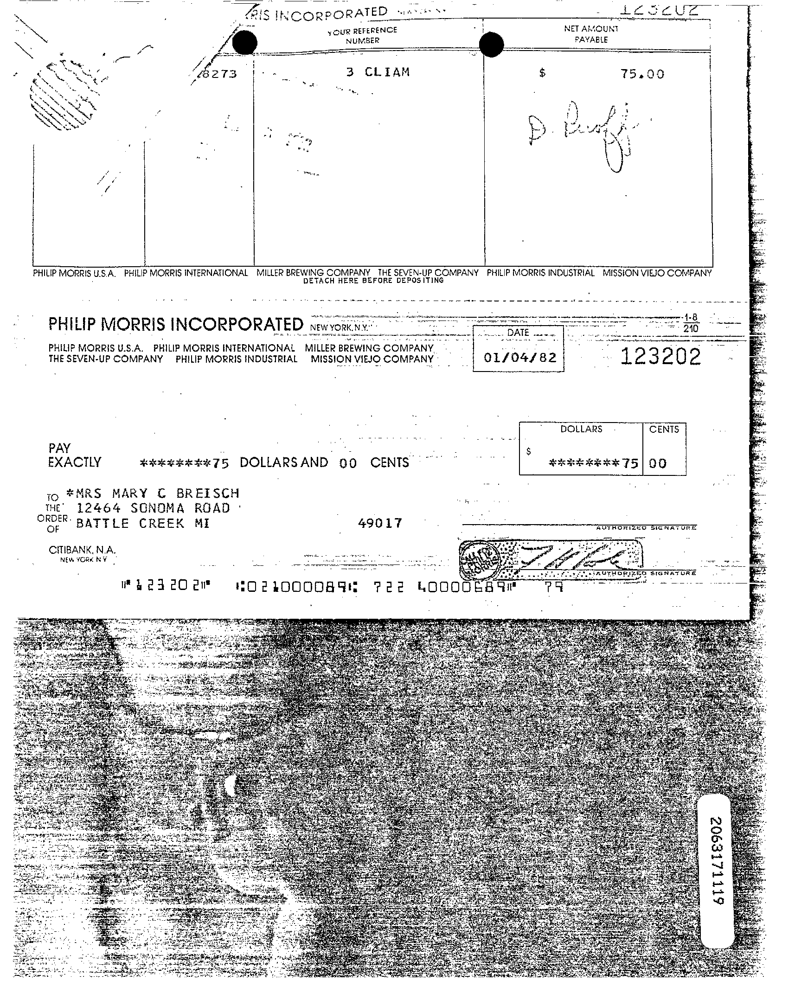 RIS INCORPORATED
123202
YOUR REFERENCE
NUMBER
NET AMOUNT
PAYABLE
8273 3 CLIAM $ 75.00
PHILIP MORRIS U.S.A. PHILIP MORRIS INTERNATIONAL MILLER BREWING COMPANY THE SEVEN-UP COMPANY PHILIP MORRIS INDUSTRIAL MISSION VIEJO COMPANY
DETACH HERE BEFORE DEPOSITING
PHILIP MORRIS INCORPORATED NEW YORK, N.Y.
1-8
210
PHILIP MORRIS U.S.A. PHILIP MORRIS INTERNATIONAL MILLER BREWING COMPANY
THE SEVEN-UP COMPANY PHILIP MORRIS INDUSTRIAL MISSION VIEJO COMPANY
DATE
01/04/82
123202
DOLLARS CENTS
$ ********75 00
PAY
EXACTLY ********75 DOLLARS AND 00 CENTS
TO *MRS MARY C BREISCH
THE 12464 SONOMA ROAD
ORDER OF BATTLE CREEK MI 49017
AUTHORIZED SIGNATURE
CITIBANK, N.A.
NEW YORK N Y
AUTHORIZED SIGNATURE
⑈123202⑈ ⑆021000089⑆ 722 40000689⑈ 79
2063171119